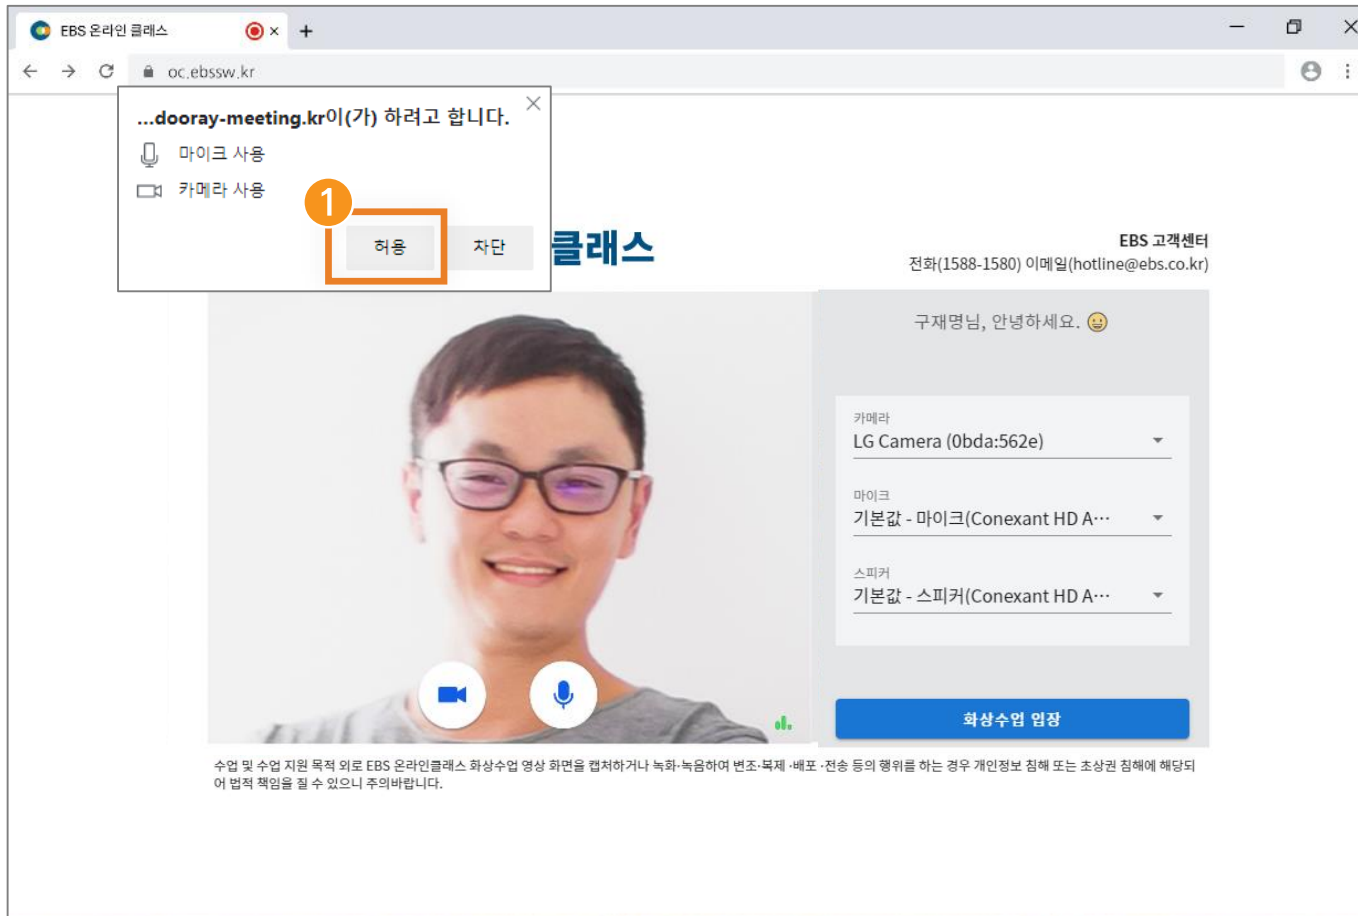 EBS 온라인 클래스
oc.ebssw.kr
...dooray-meeting.kr이(가) 하려고 합니다.
마이크 사용
카메라 사용
1
허용 차단
클래스
EBS 고객센터
전화(1588-1580) 이메일(hotline@ebs.co.kr)
구재명님, 안녕하세요.
카메라
LG Camera (0bda:562e)
마이크
기본값 - 마이크(Conexant HD A···
스피커
기본값 - 스피커(Conexant HD A···
화상수업 입장
수업 및 수업 지원 목적 외로 EBS 온라인클래스 화상수업 영상 화면을 캡처하거나 녹화·녹음하여 변조·복제 ·배포 ·전송 등의 행위를 하는 경우 개인정보 침해 또는 초상권 침해에 해당되
어 법적 책임을 질 수 있으니 주의바랍니다.